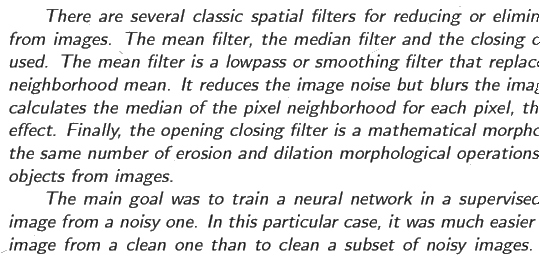 There are several classic spatial filters for reducing or elimin
from images. The mean filter, the median filter and the closing o
used. The mean filter is a lowpass or smoothing filter that replac
neighborhood mean. It reduces the image noise but blurs the imag
calculates the median of the pixel neighborhood for each pixel, th
effect. Finally, the opening closing filter is a mathematical morpho
the same number of erosion and dilation morphological operations
objects from images.
The main goal was to train a neural network in a supervised
image from a noisy one. In this particular case, it was much easier
image from a clean one than to clean a subset of noisy images.